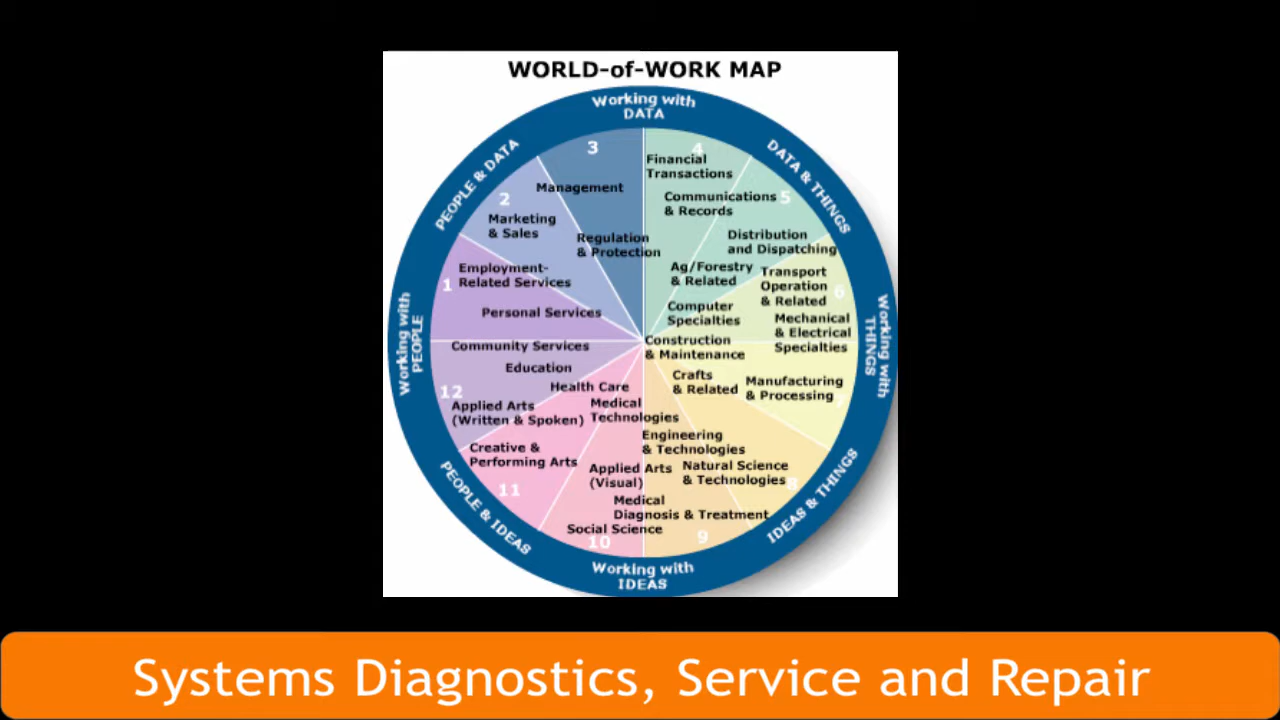 WORLD-of-WORK MAP
Working with
DATA
PEOPLE & DATA
DATA & THINGS
3
4
Financial
Transactions
Management
2
Communications
& Records
5
Marketing
& Sales
Regulation
& Protection
Distribution
and Dispatching
1
Employment-
Related Services
Ag/Forestry
& Related
Transport
Operation
& Related
6
Personal Services
Computer
Specialties
Mechanical
& Electrical
Specialties
Working with
PEOPLE
Working with
THINGS
Community Services
Construction
& Maintenance
Education
Crafts
& Related
Manufacturing
& Processing
Health Care
12
Applied Arts
(Written & Spoken)
Medical
Technologies
Engineering
& Technologies
Creative &
Performing Arts
Applied Arts
(Visual)
Natural Science
& Technologies
8
11
Medical
Diagnosis & Treatment
Social Science
10
9
PEOPLE & IDEAS
IDEAS & THINGS
Working with
IDEAS
Systems Diagnostics, Service and Repair